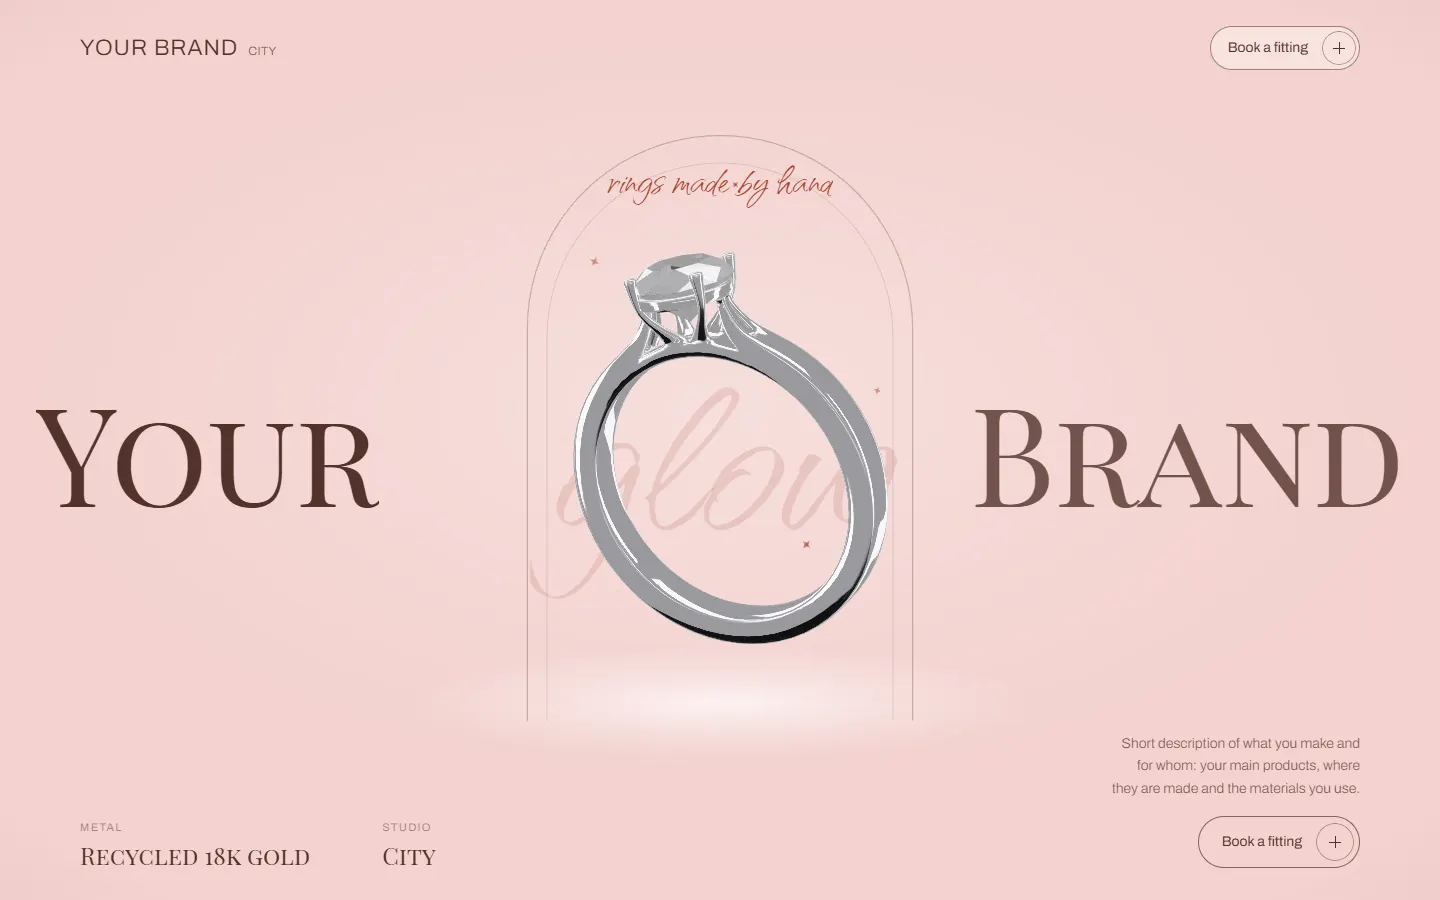 YOUR BRAND CITY
Book a fitting
rings made by hand
glow
YOUR BRAND
Short description of what you make and
for whom: your main products, where
they are made and the materials you use.
METAL
RECYCLED 18K GOLD
STUDIO
CITY
Book a fitting